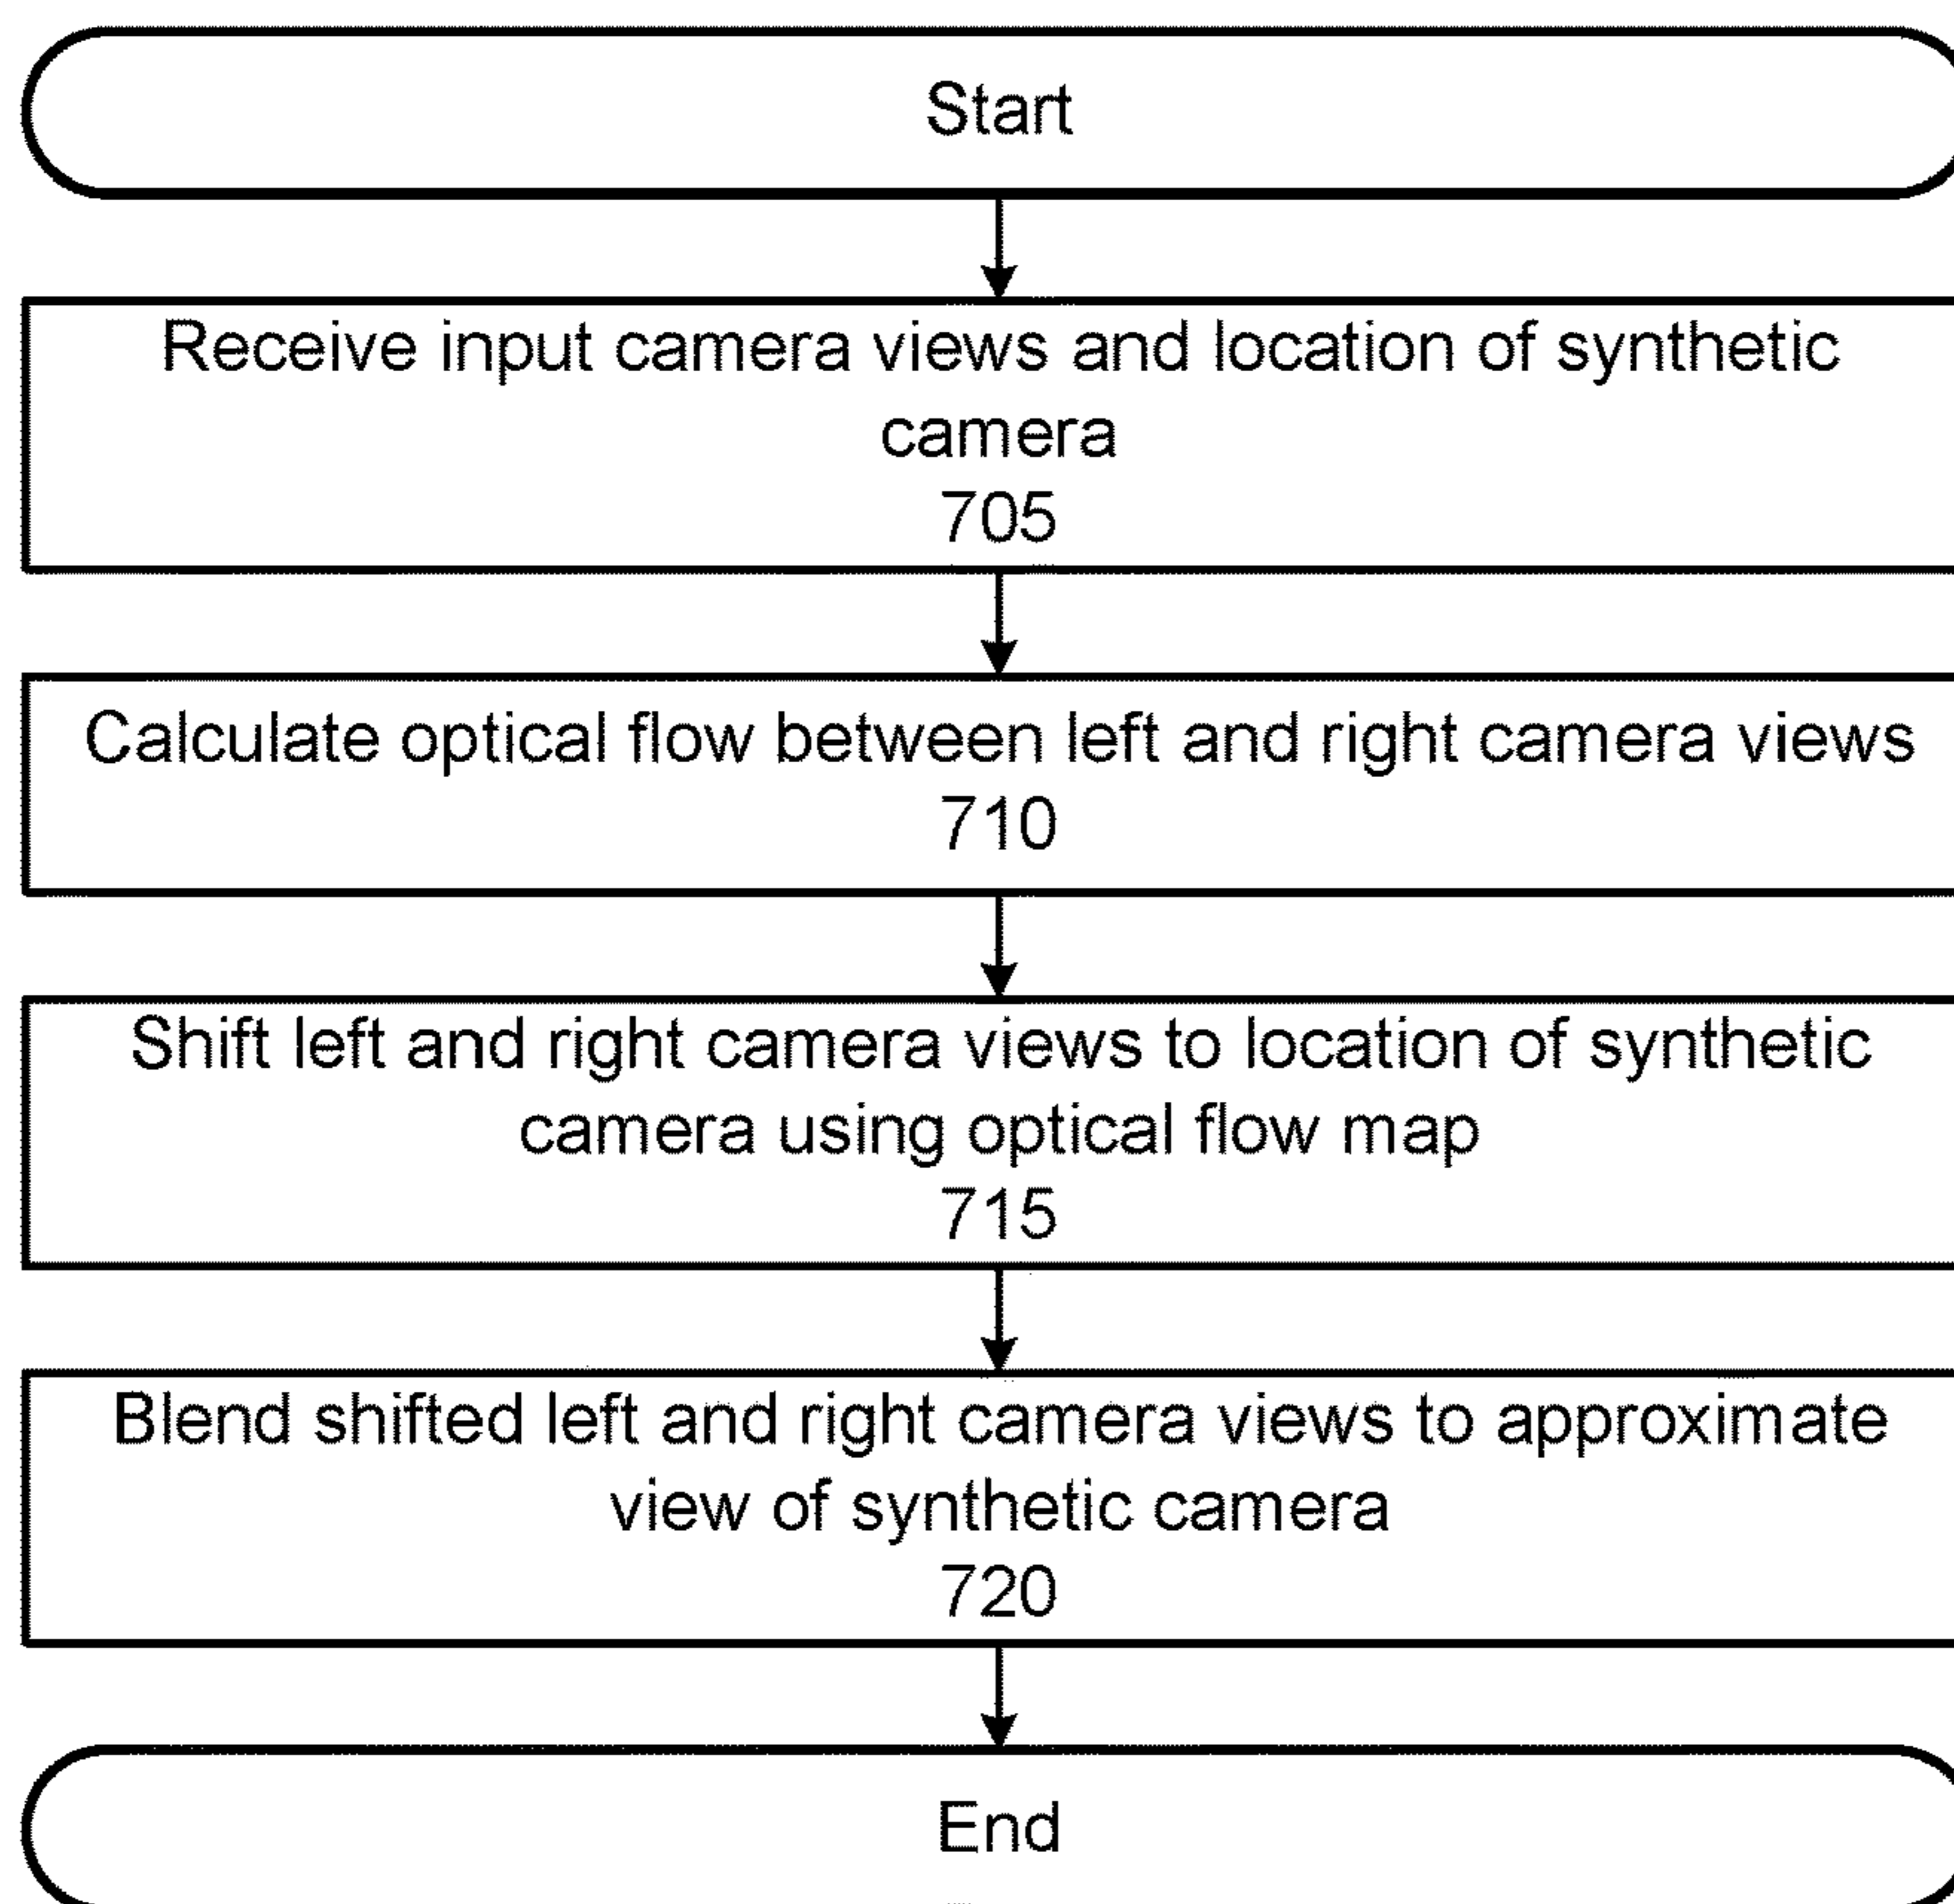 Start
Receive input camera views and location of synthetic
camera
705
Calculate optical flow between left and right camera views
710
Shift left and right camera views to location of synthetic
camera using optical flow map
715
Blend shifted left and right camera views to approximate
view of synthetic camera
720
End